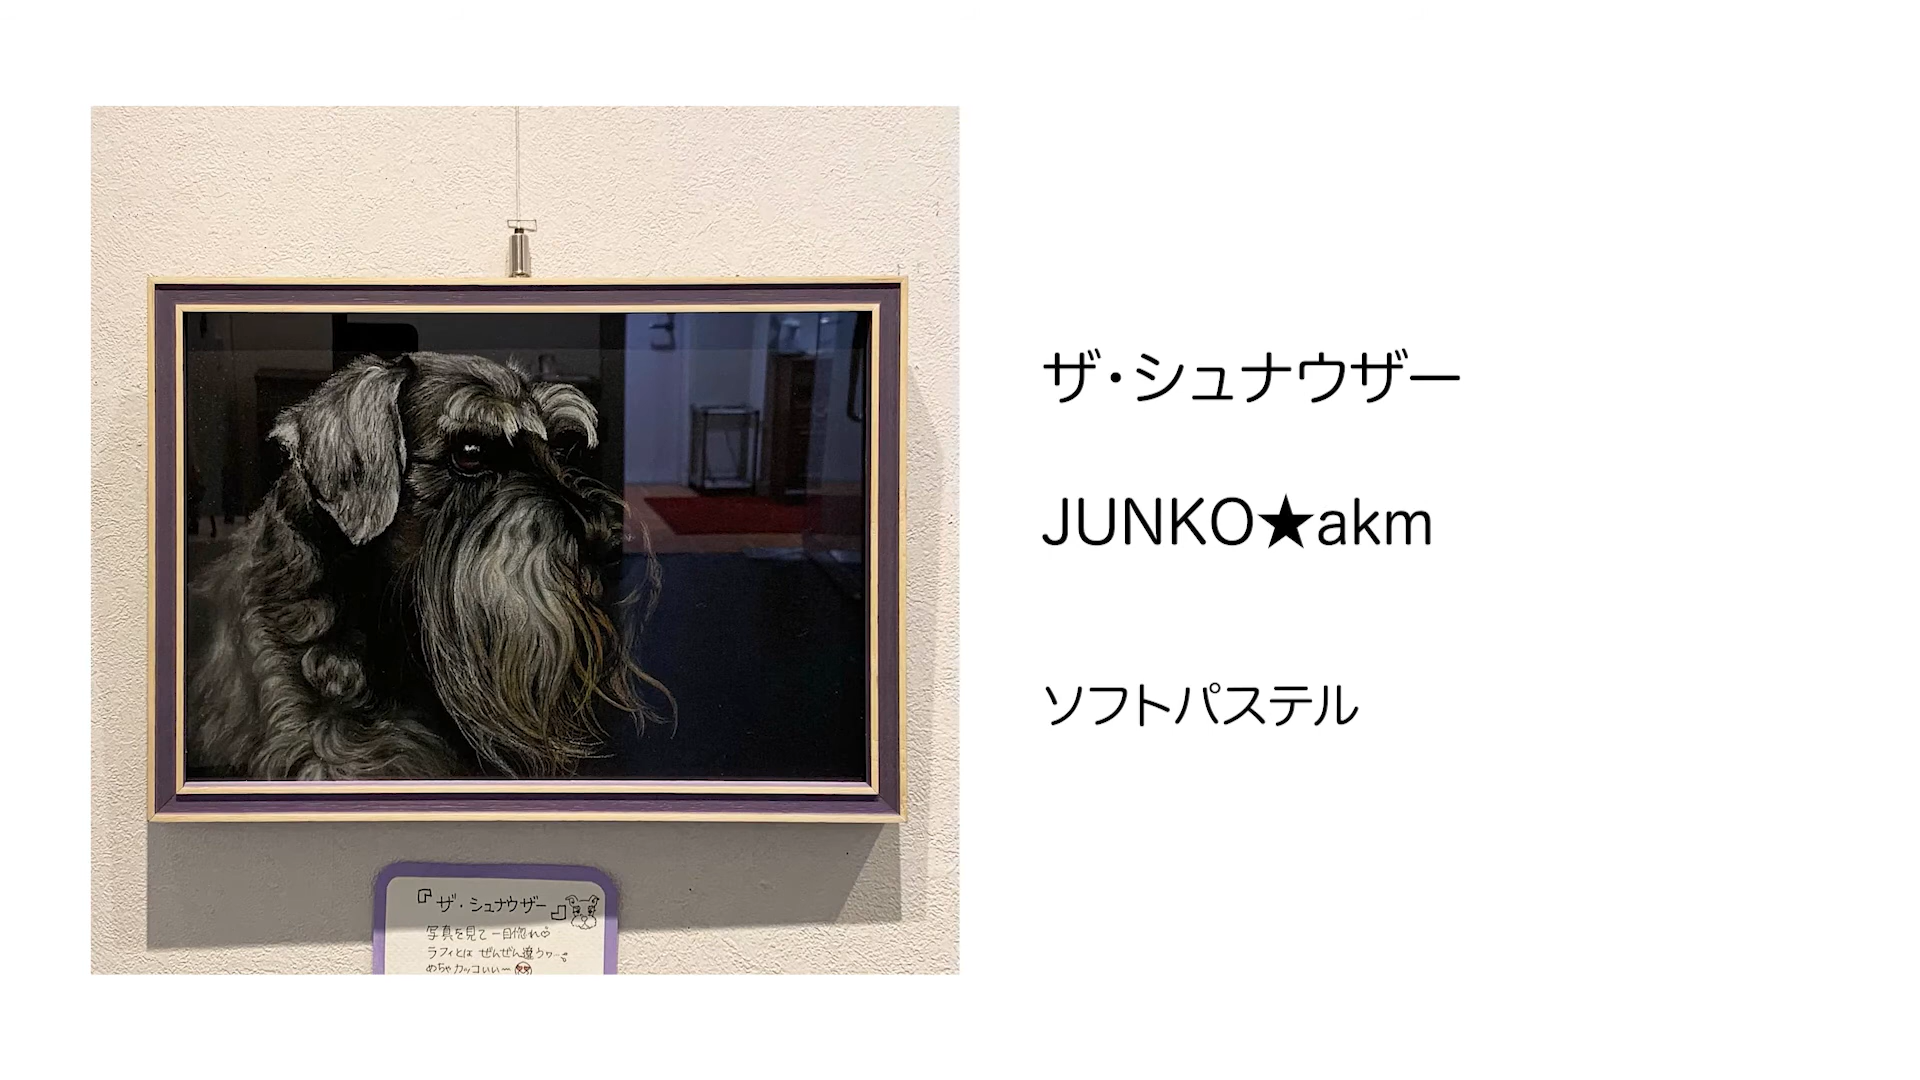 ザ・シュナウザー
JUNKO★akm
ソフトパステル
『ザ・シュナウザー』
写真を見て一目惚れ
ラフィとは ぜんぜん違うワー
めちゃカッコいい〜